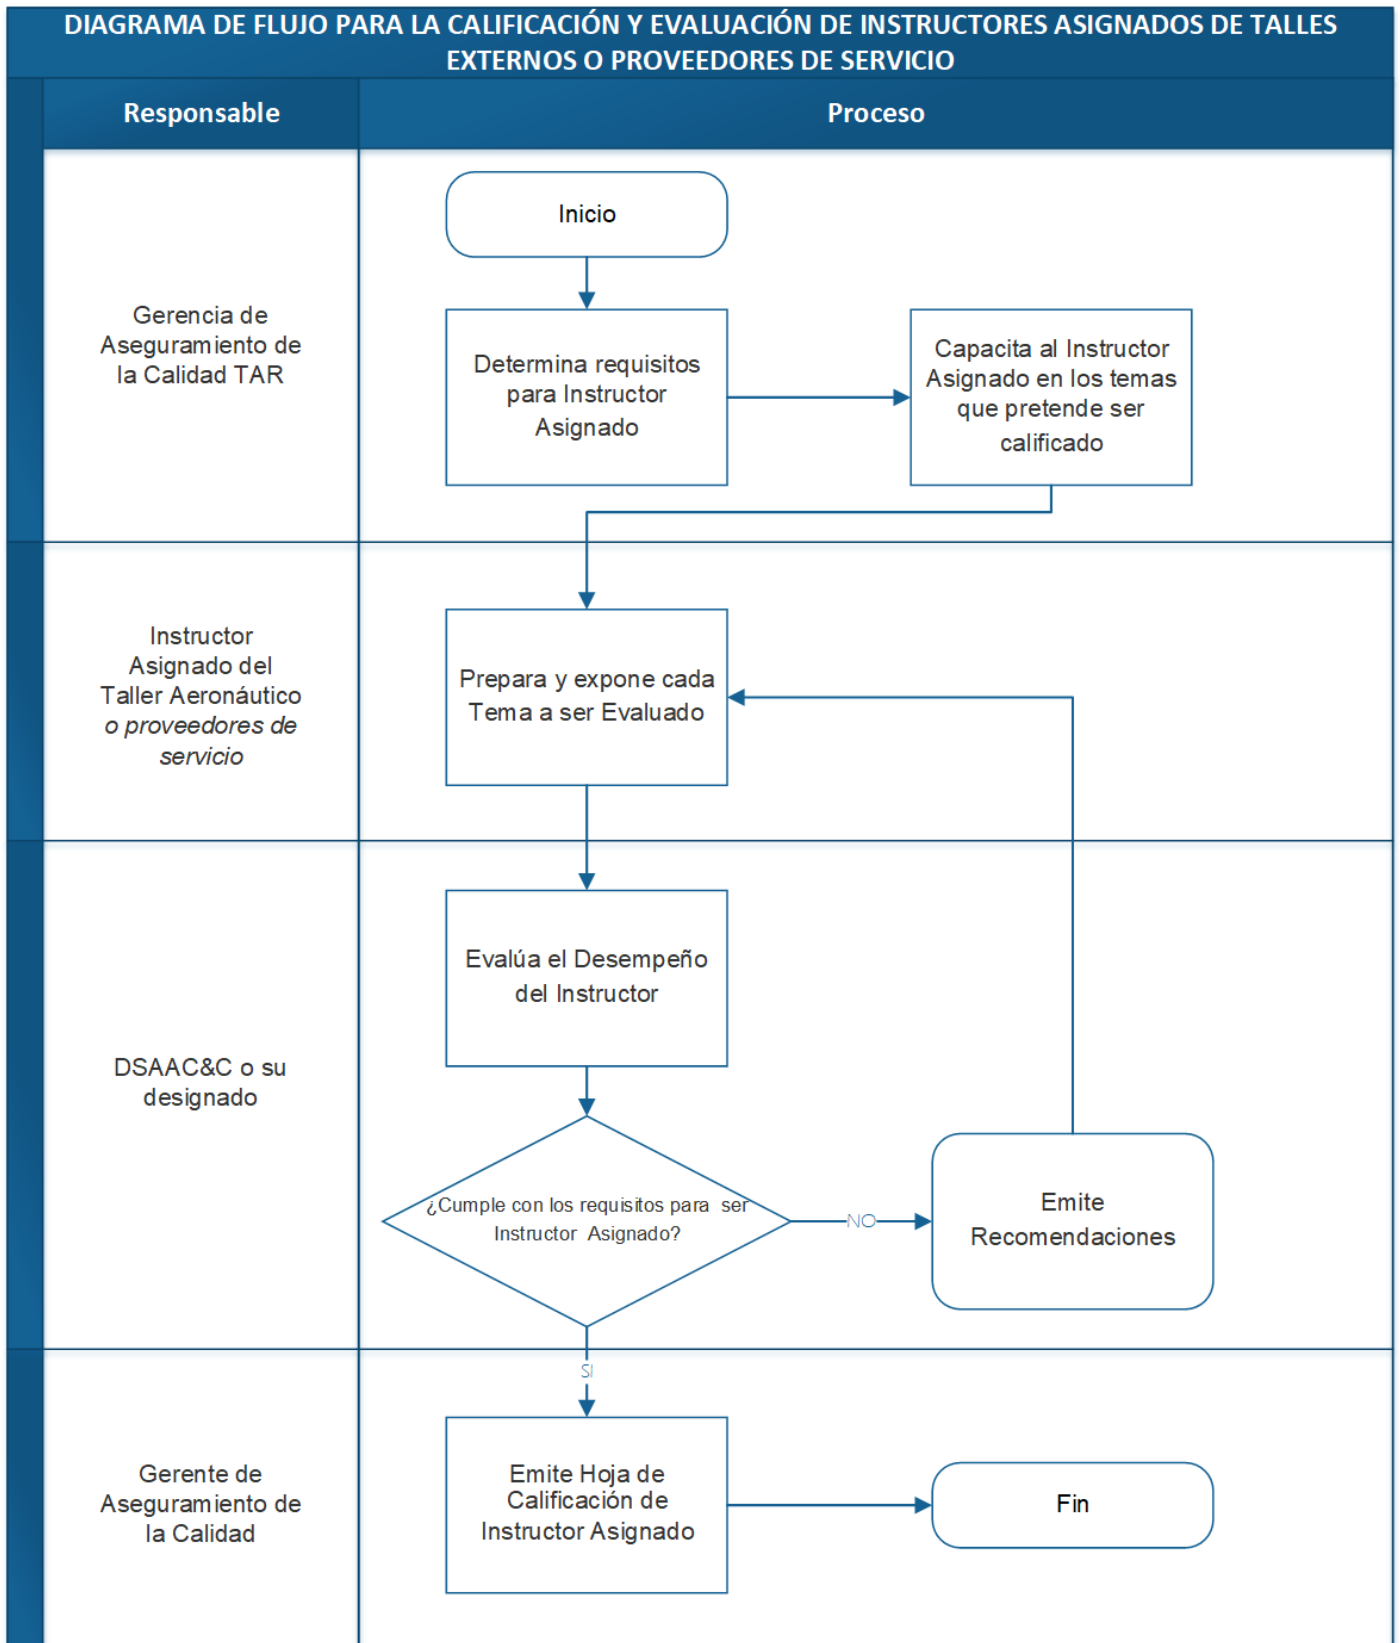 DIAGRAMA DE FLUJO PARA LA CALIFICACIÓN Y EVALUACIÓN DE INSTRUCTORES ASIGNADOS DE TALLES
EXTERNOS O PROVEEDORES DE SERVICIO
Responsable
Proceso
Gerencia de
Aseguramiento de
la Calidad TAR
Inicio
Determina requisitos
para Instructor
Asignado
Capacita al Instructor
Asignado en los temas
que pretende ser
calificado
Instructor
Asignado del
Taller Aeronáutico
o proveedores de
servicio
Prepara y expone cada
Tema a ser Evaluado
DSAAC&C o su
designado
Evalúa el Desempeño
del Instructor
¿Cumple con los requisitos para ser
Instructor Asignado?
NO
Emite
Recomendaciones
SI
Gerente de
Aseguramiento de
la Calidad
Emite Hoja de
Calificación de
Instructor Asignado
Fin